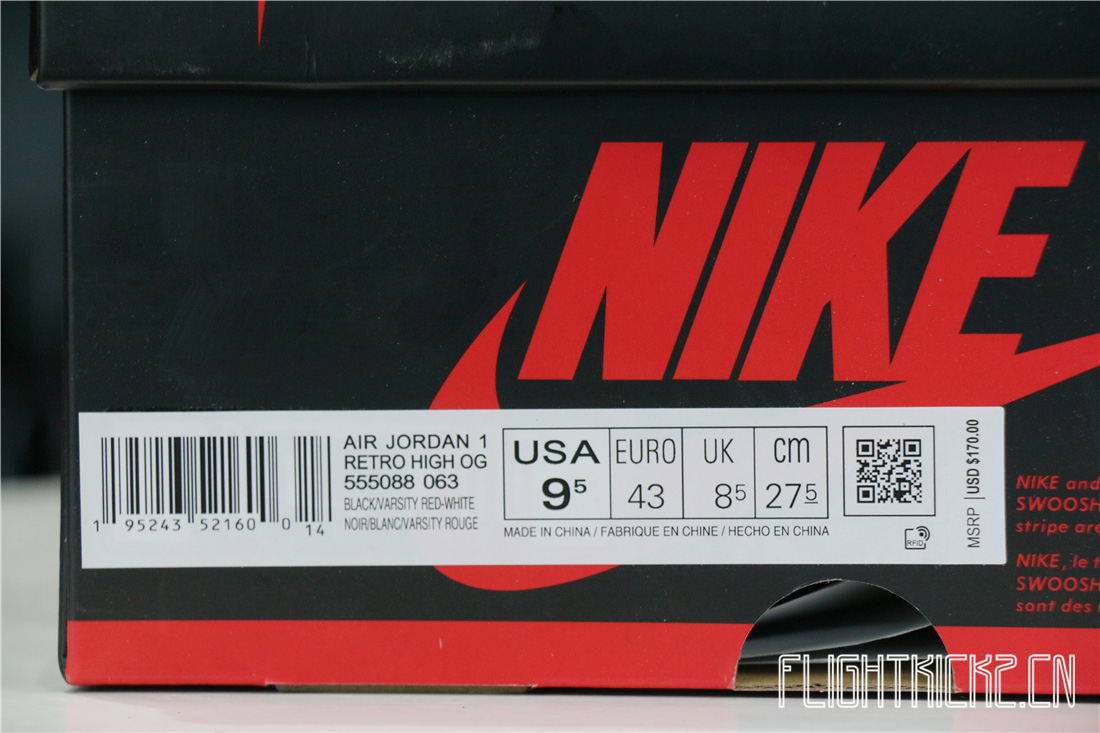 NIKE
AIR JORDAN 1
RETRO HIGH OG
555088 063
BLACK/VARSITY RED-WHITE
NOIR/BLANC/VARSITY ROUGE
1 95243 52160 0 14
USA EURO UK cm
9⁵ 43 8⁵ 27⁵
MADE IN CHINA / FABRIQUE EN CHINE / HECHO EN CHINA
RFID
MSRP USD $170.00
NIKE and
SWOOSH
stripe are
NIKE, le t
SWOOSH
sont des
FLIGHTKICKZ.CN